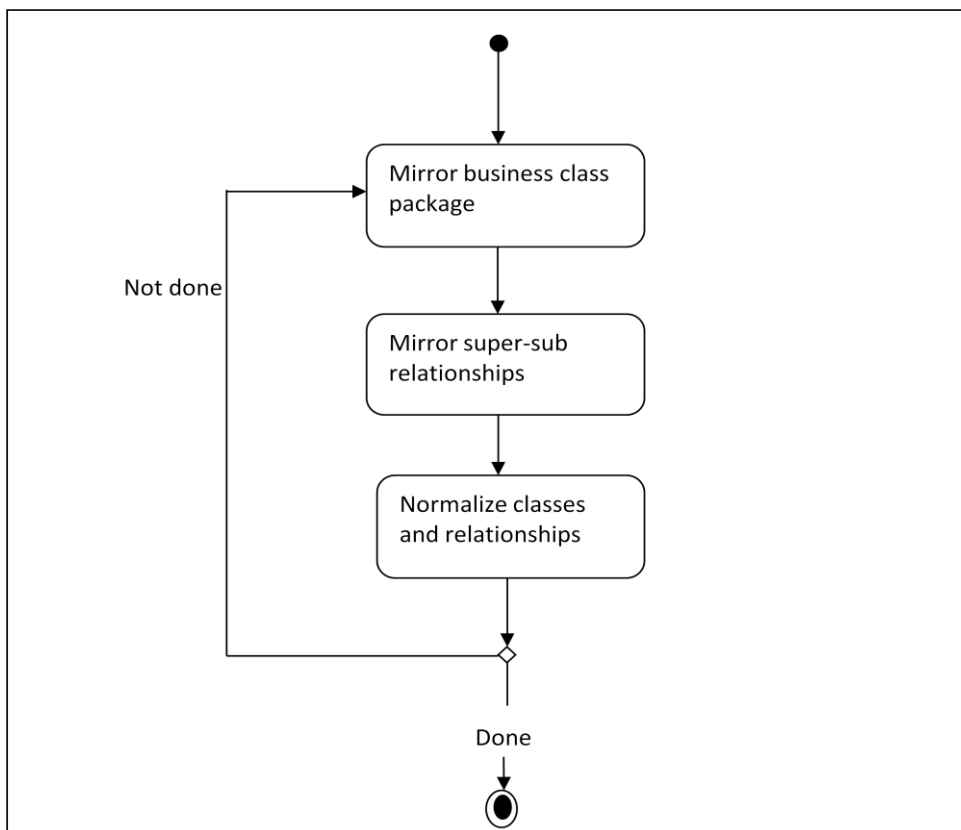 Mirror business class
package
Not done
Mirror super-sub
relationships
Normalize classes
and relationships
Done